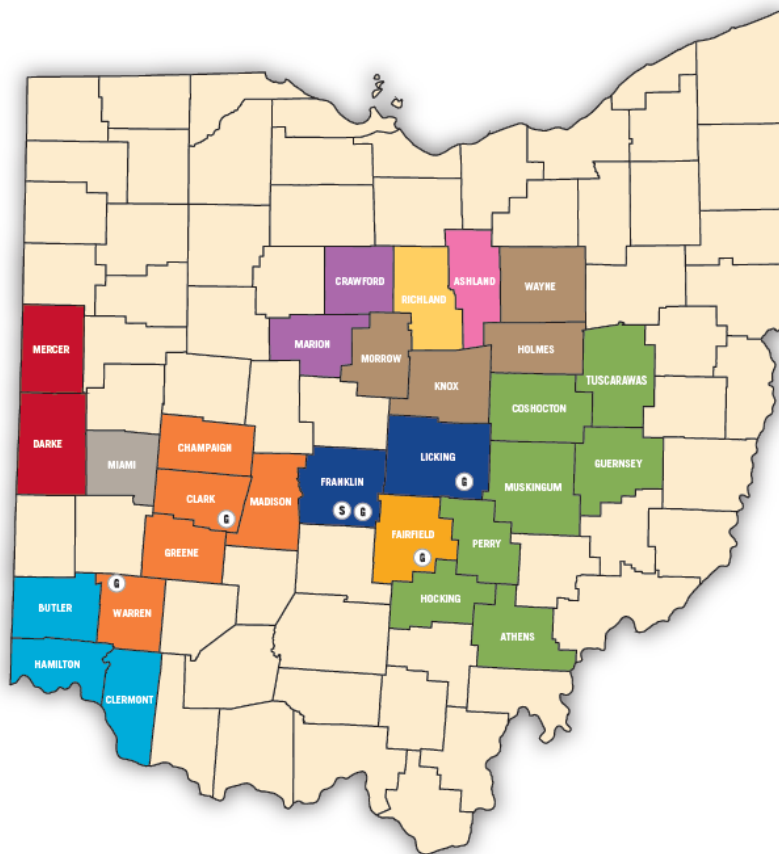 CRAWFORD
RICHLAND
ASHLAND
WAYNE
MERCER
MARION
MORROW
HOLMES
KNOX
TUSCARAWAS
COSHOCTON
DARKE
CHAMPAIGN
MIAMI
LICKING
GUERNSEY
FRANKLIN
MUSKINGUM
CLARK
MADISON
G
S G
G
FAIRFIELD
PERRY
GREENE
G
G
HOCKING
BUTLER
WARREN
ATHENS
HAMILTON
CLERMONT